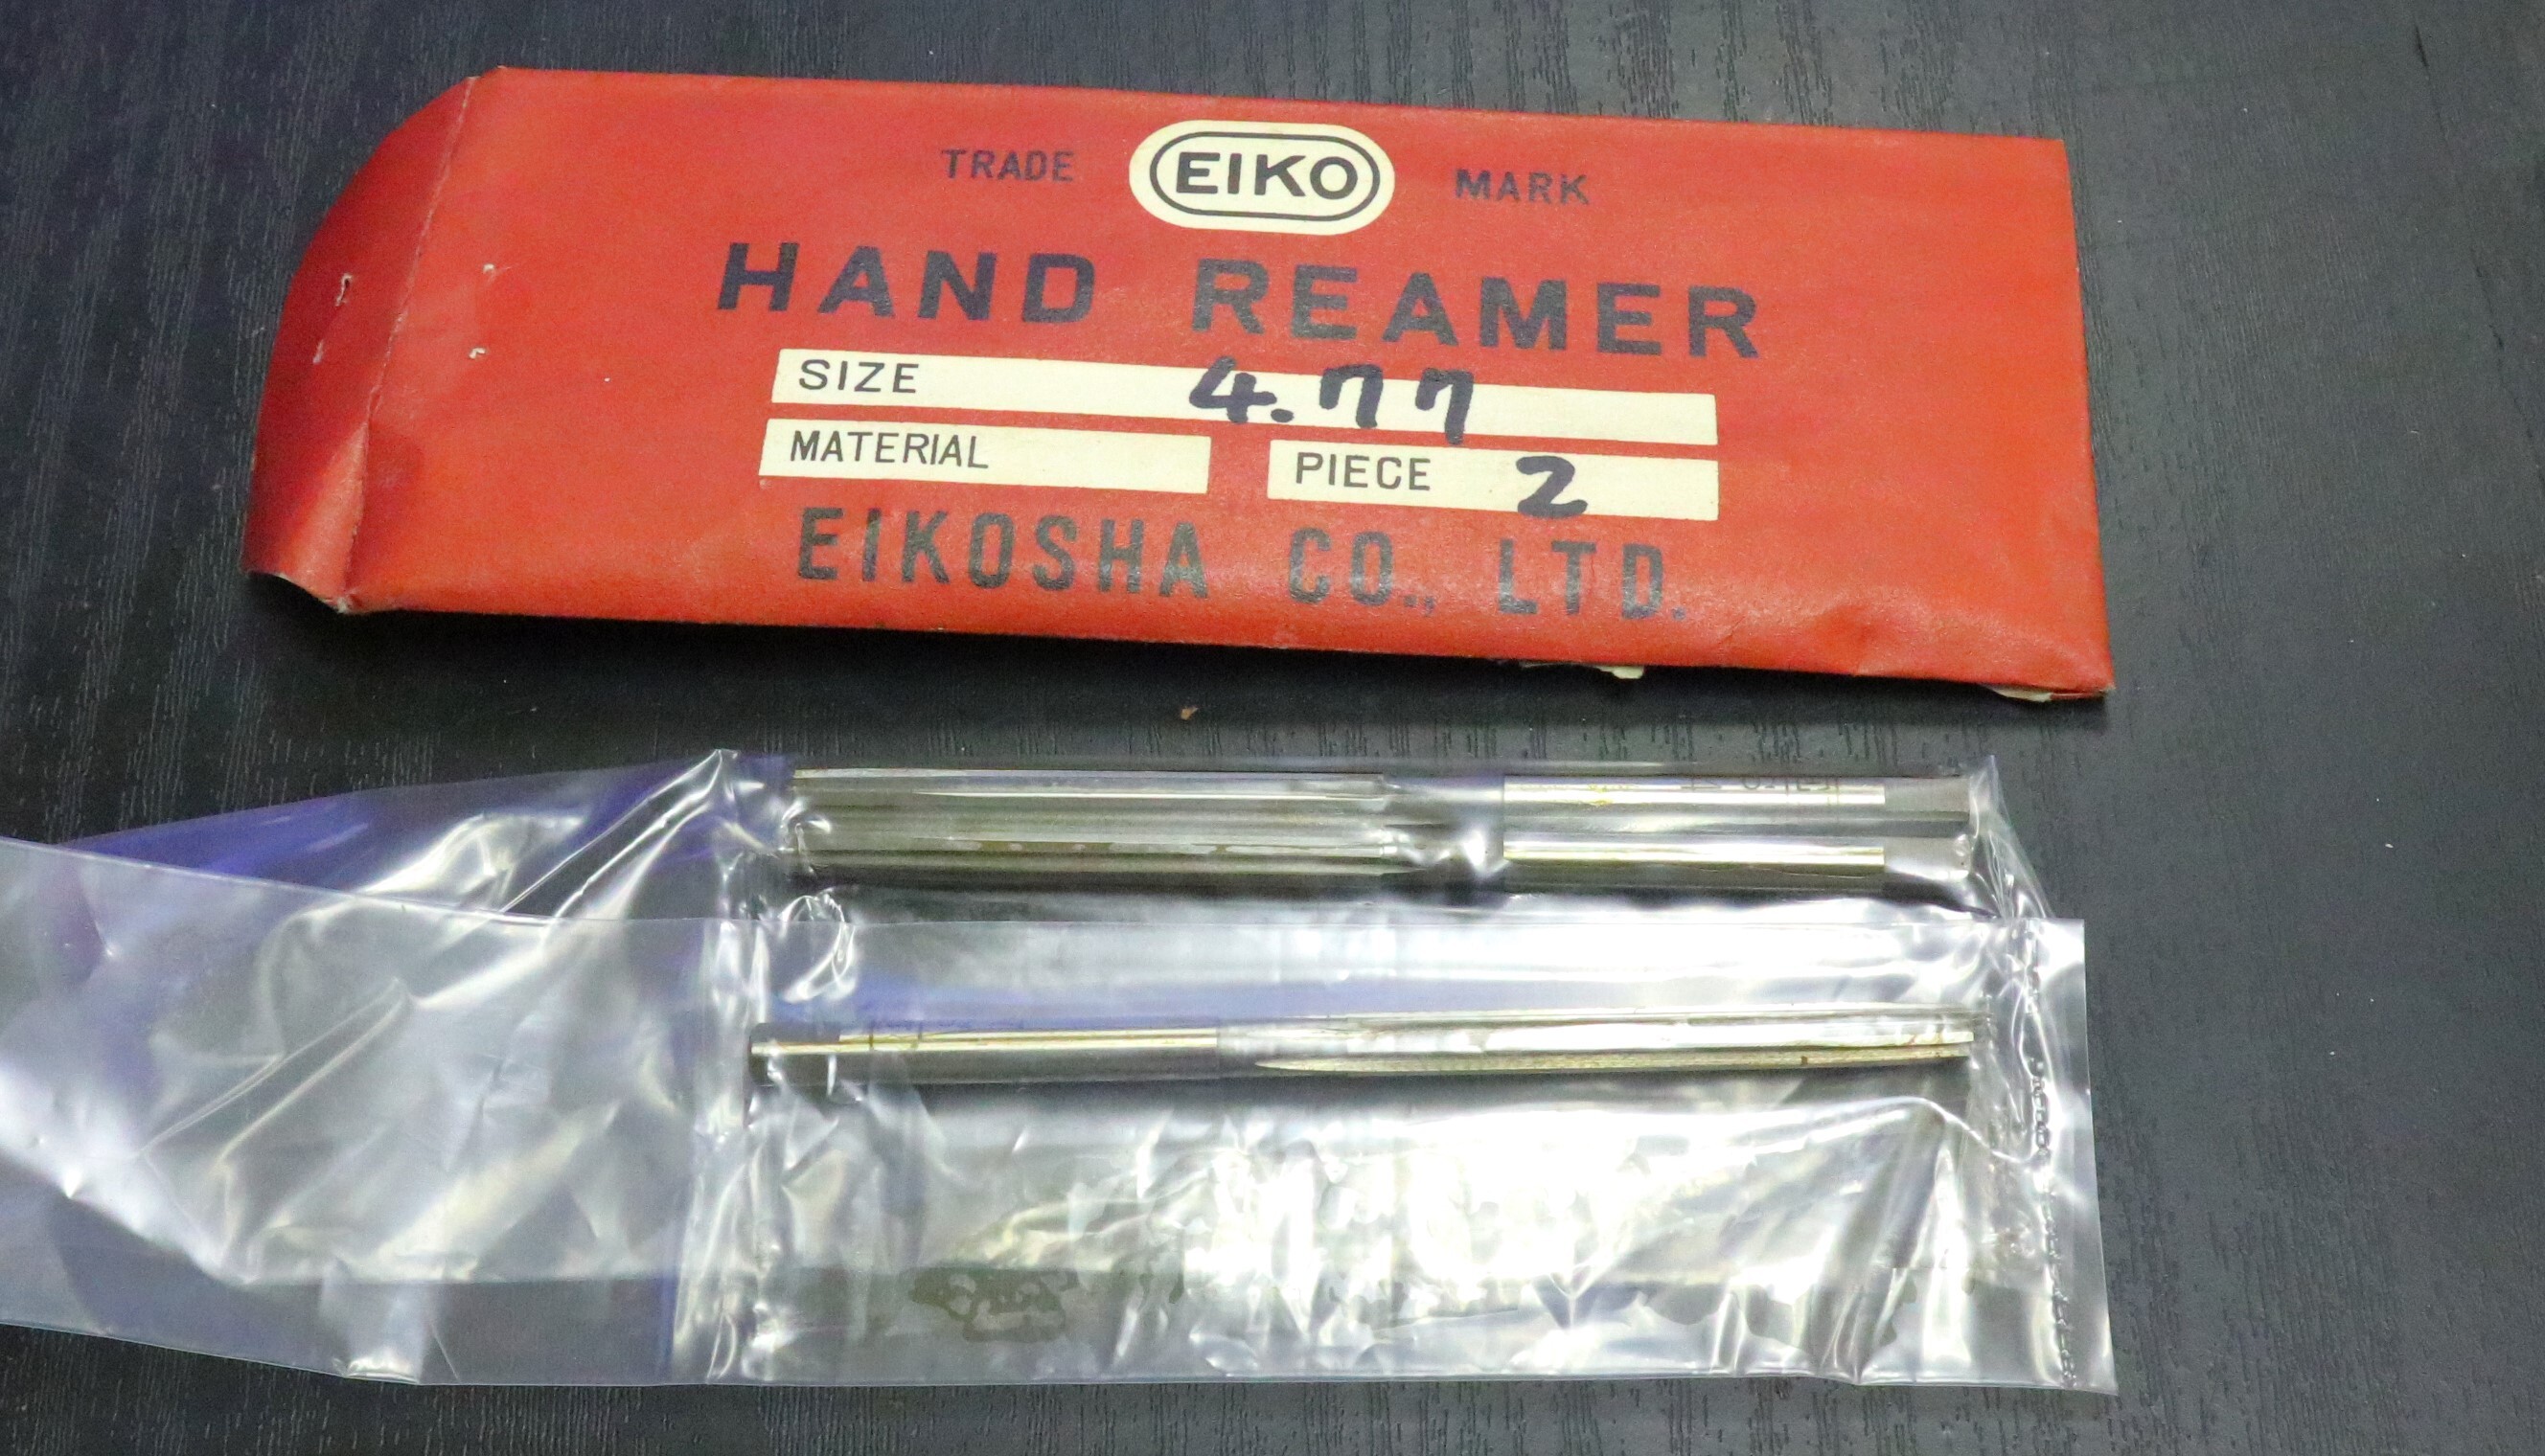 TRADE EIKO MARK
HAND REAMER
SIZE 4.77
MATERIAL
PIECE 2
EIKOSHA CO., LTD.